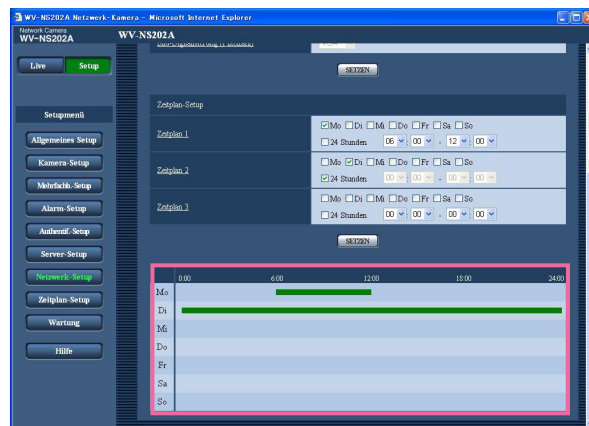 WV-NS202A Netzwerk-Kamera - Microsoft Internet Explorer
Network Camera
WV-NS202A
WV-NS202A
Live Setup
SETZEN
Setupmenü
Zeitplan-Setup
Allgemeines Setup
Zeitplan 1
Mo Di Mi Do Fr Sa So
24 Stunden 06 : 00 - 12 : 00
Kamera-Setup
Zeitplan 2
Mo Di Mi Do Fr Sa So
24 Stunden 00 : 00 - 00 : 00
Mehrfachb.-Setup
Alarm-Setup
Zeitplan 3
Mo Di Mi Do Fr Sa So
24 Stunden 00 : 00 - 00 : 00
Authentif.-Setup
SETZEN
Server-Setup
Netzwerk-Setup
Zeitplan-Setup
Wartung
Hilfe
0:00 6:00 12:00 18:00 24:00
Mo
Di
Mi
Do
Fr
Sa
So